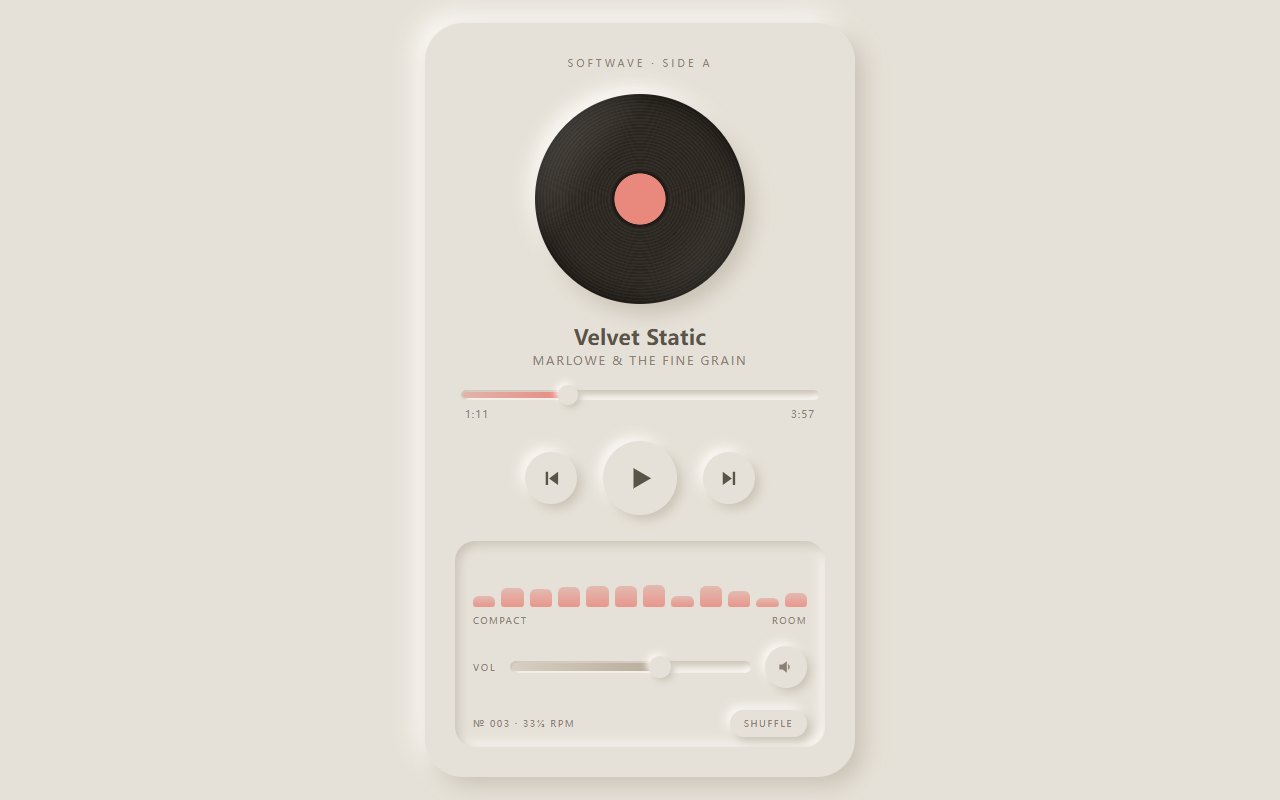 SOFTWAVE · SIDE A
Velvet Static
MARLOWE & THE FINE GRAIN
1:11 3:57
COMPACT ROOM
VOL
№ 003 · 33⅓ RPM SHUFFLE